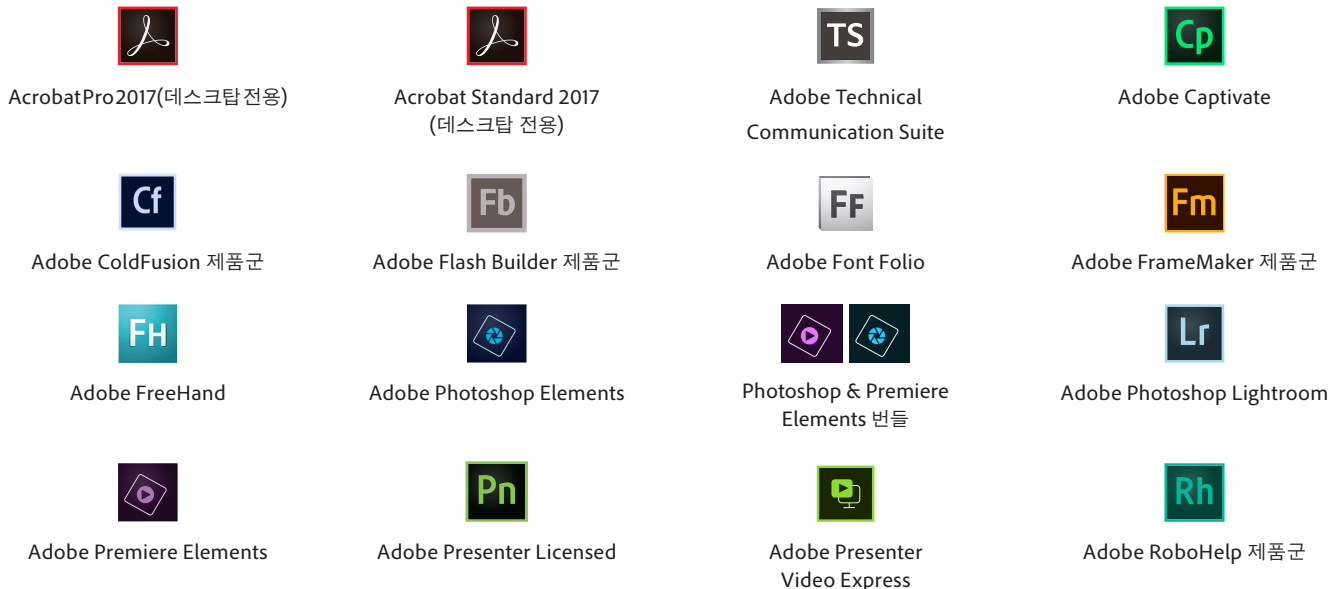 TS
Cp
AcrobatPro2017(데스크탑전용)
Acrobat Standard 2017
(데스크탑 전용)
Adobe Technical
Communication Suite
Adobe Captivate
Cf
Fb
FF
Fm
Adobe ColdFusion 제품군
Adobe Flash Builder 제품군
Adobe Font Folio
Adobe FrameMaker 제품군
FH
Lr
Adobe FreeHand
Adobe Photoshop Elements
Photoshop & Premiere
Elements 번들
Adobe Photoshop Lightroom
Pn
Rh
Adobe Premiere Elements
Adobe Presenter Licensed
Adobe Presenter
Video Express
Adobe RoboHelp 제품군